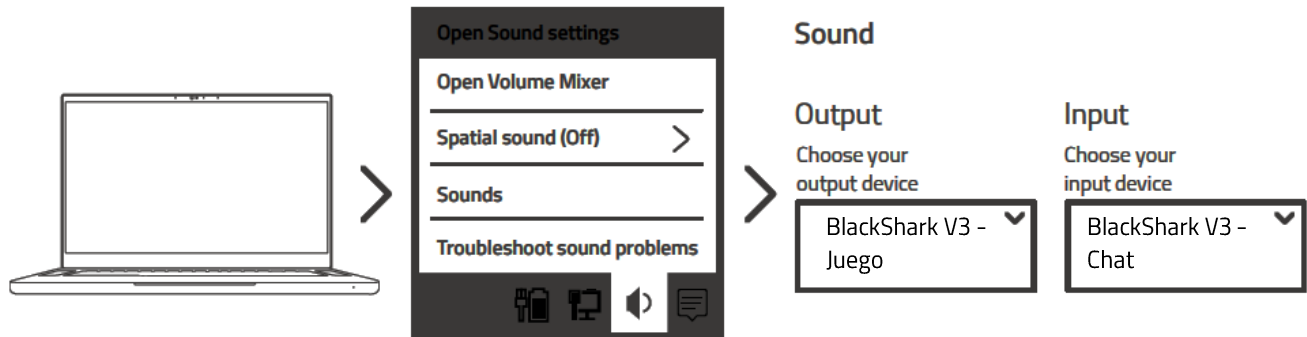 Open Sound settings
Open Volume Mixer
Spatial sound (Off)
Sounds
Troubleshoot sound problems
Sound
Output
Choose your
output device
BlackShark V3 -
Juego
Input
Choose your
input device
BlackShark V3 -
Chat